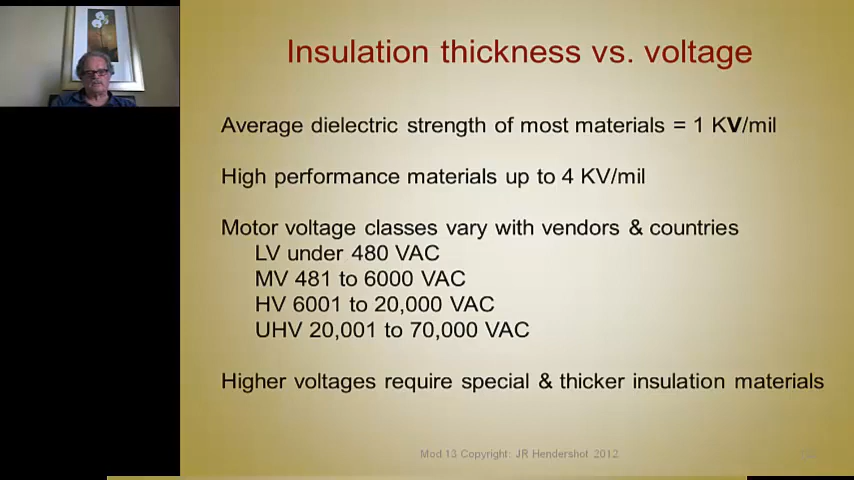 Insulation thickness vs. voltage
Average dielectric strength of most materials = 1 KV/mil
High performance materials up to 4 KV/mil
Motor voltage classes vary with vendors & countries
LV under 480 VAC
MV 481 to 6000 VAC
HV 6001 to 20,000 VAC
UHV 20,001 to 70,000 VAC
Higher voltages require special & thicker insulation materials
Mod 13 Copyright: JR Hendershot 2012